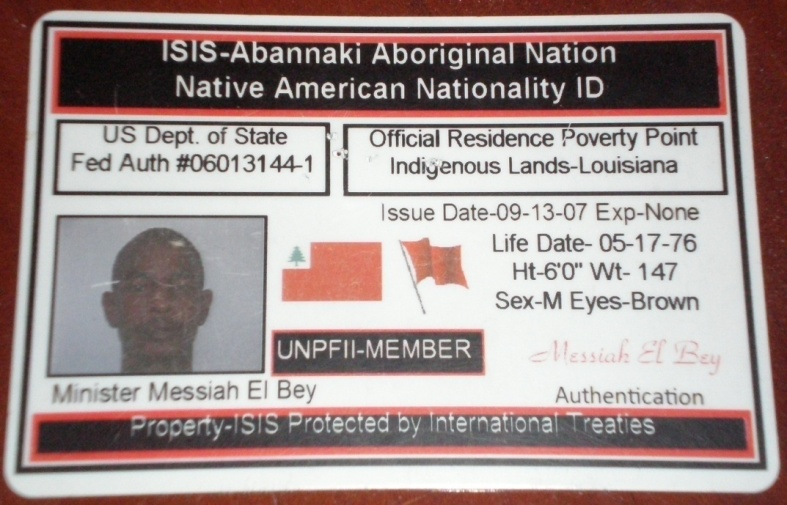 ISIS-Abannaki Aboriginal Nation
Native American Nationality ID
US Dept. of State
Fed Auth #06013144-1
Official Residence Poverty Point
Indigenous Lands-Louisiana
Issue Date-09-13-07 Exp-None
Life Date- 05-17-76
Ht-6'0" Wt- 147
Sex-M Eyes-Brown
UNPFII-MEMBER
Messiah El Bey
Minister Messiah El Bey
Authentication
Property-ISIS Protected by International Treaties